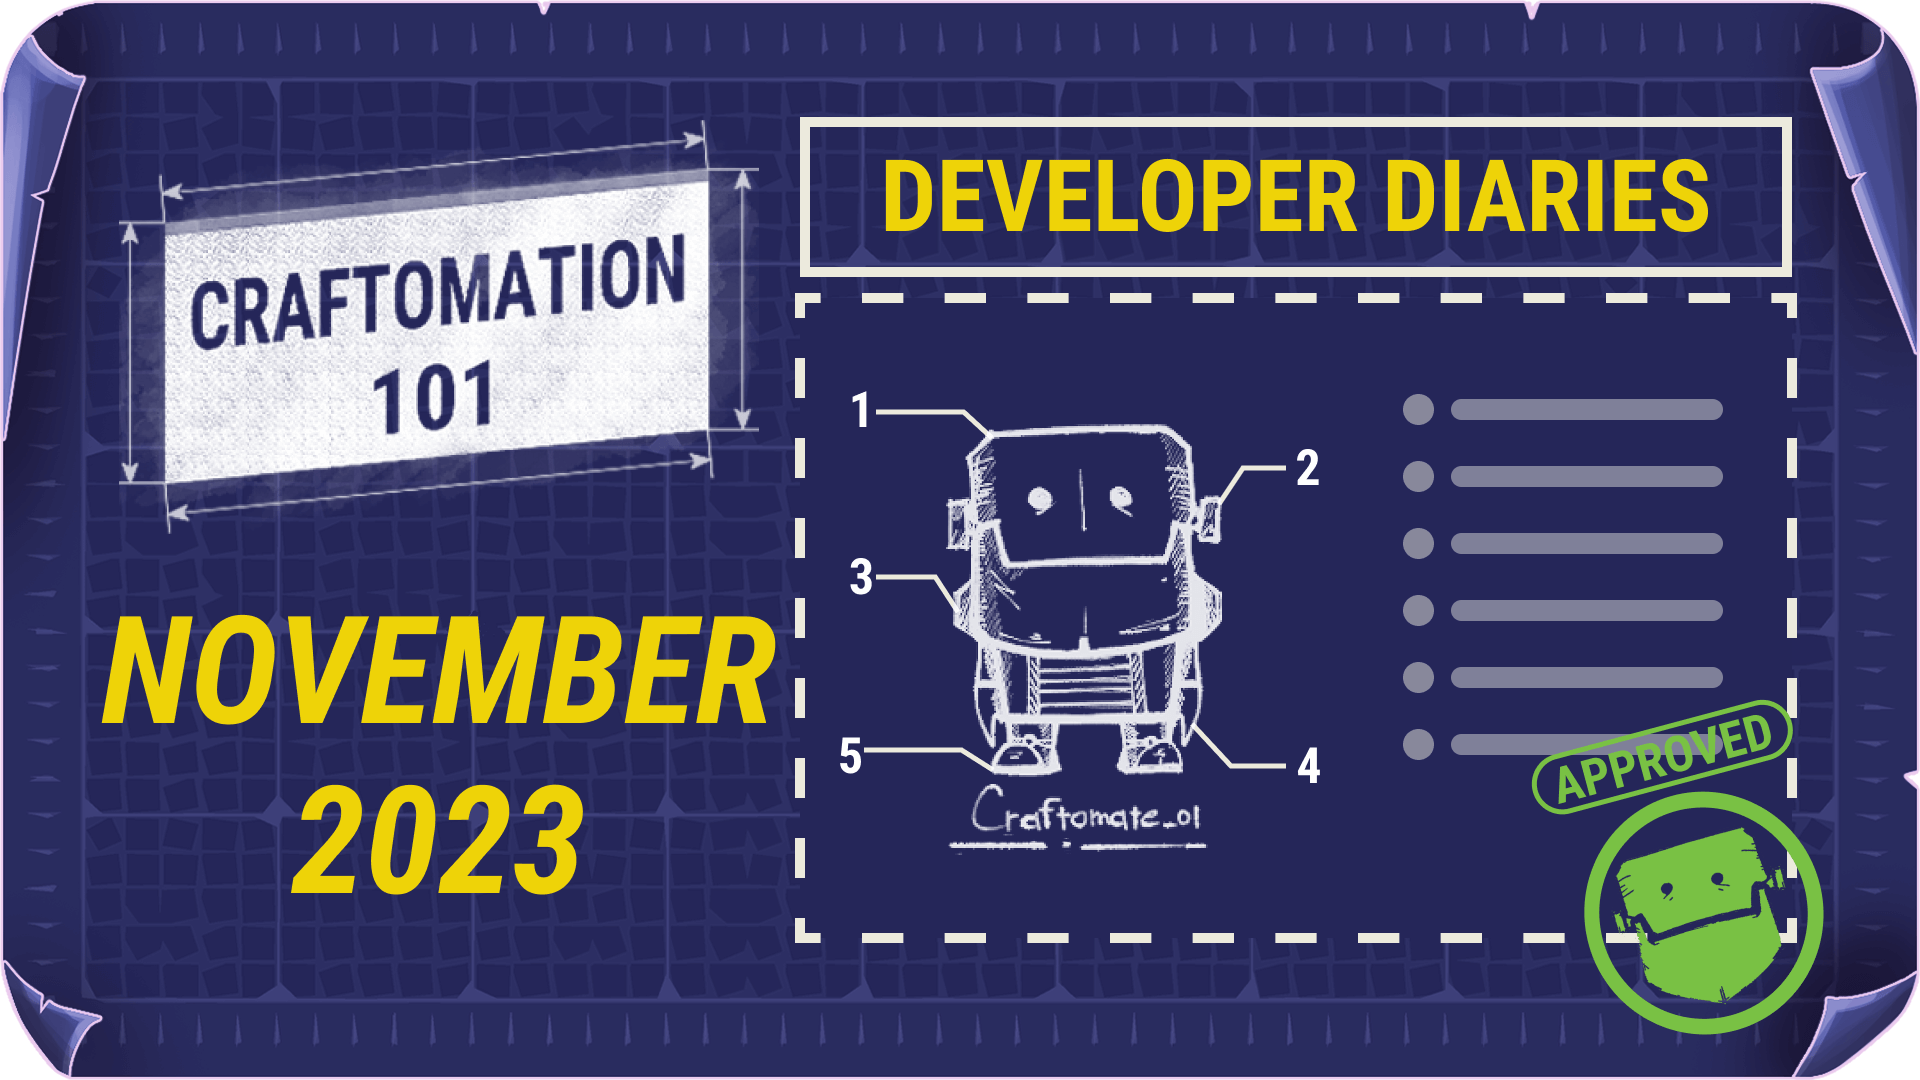 CRAFTOMATION
101
NOVEMBER
2023
DEVELOPER DIARIES
1
2
3
4
5
Craftomate_01
APPROVED